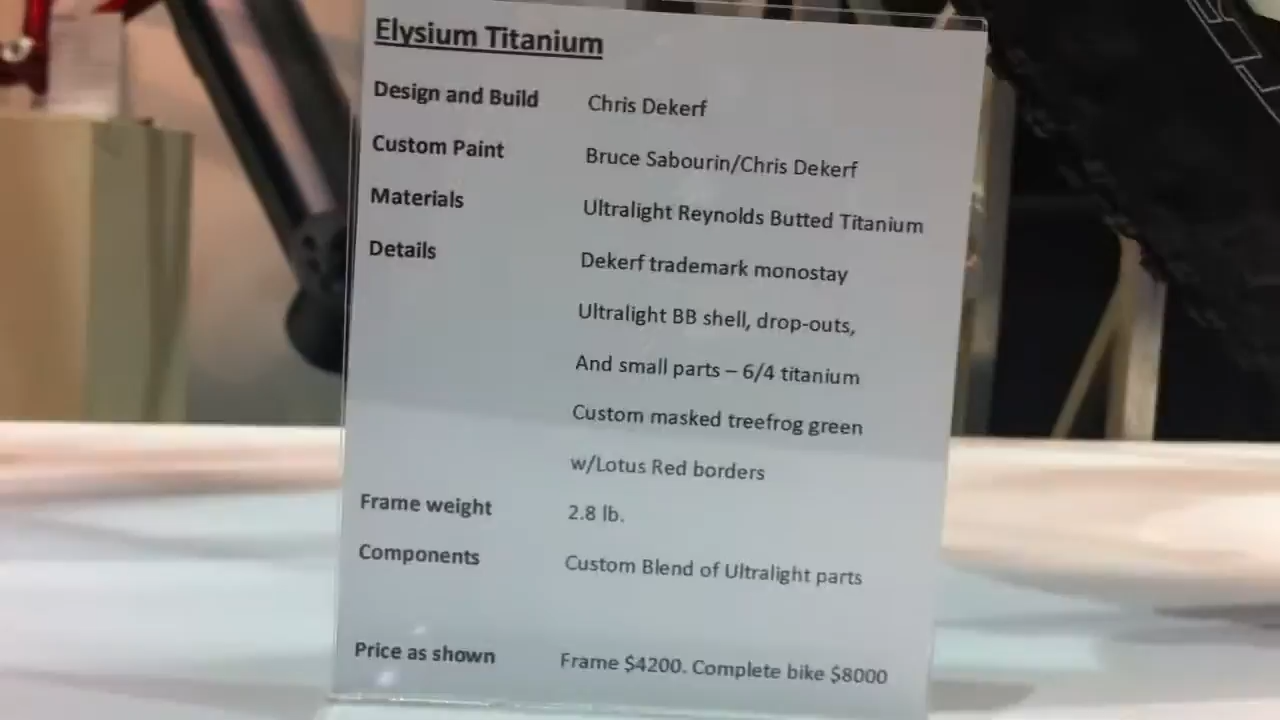 Elysium Titanium
Design and Build Chris Dekerf
Custom Paint Bruce Sabourin/Chris Dekerf
Materials Ultralight Reynolds Butted Titanium
Details Dekerf trademark monostay
Ultralight BB shell, drop-outs,
And small parts – 6/4 titanium
Custom masked treefrog green
w/Lotus Red borders
Frame weight 2.8 lb.
Components Custom Blend of Ultralight parts
Price as shown Frame $4200. Complete bike $8000